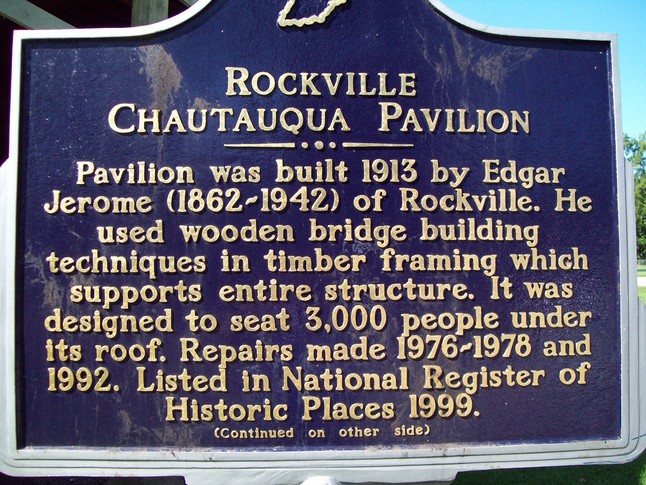 Rockville
Chautauqua Pavilion
Pavilion was built 1913 by Edgar
Jerome (1862-1942) of Rockville. He
used wooden bridge building
techniques in timber framing which
supports entire structure. It was
designed to seat 3,000 people under
its roof. Repairs made 1976-1978 and
1992. Listed in National Register of
Historic Places 1999.
(Continued on other side)